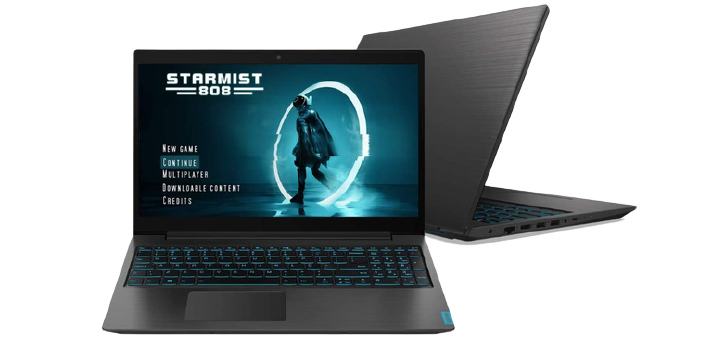 STARMIST
808
NEW GAME
CONTINUE
MULTIPLAYER
DOWNLOADABLE CONTENT
CREDITS